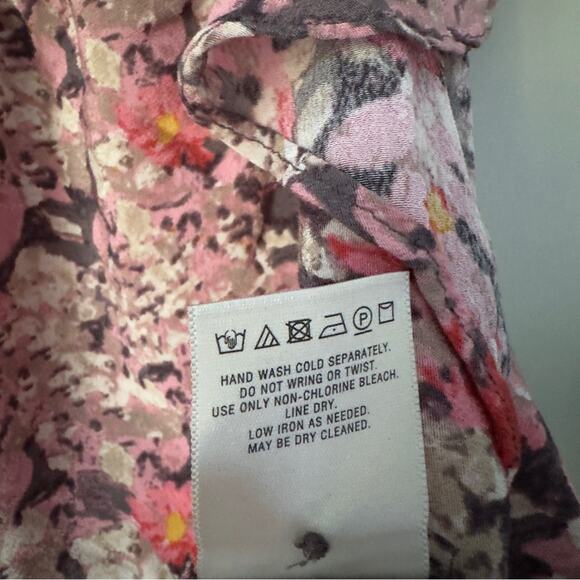 P
HAND WASH COLD SEPARATELY.
DO NOT WRING OR TWIST.
USE ONLY NON-CHLORINE BLEACH.
LINE DRY.
LOW IRON AS NEEDED.
MAY BE DRY CLEANED.